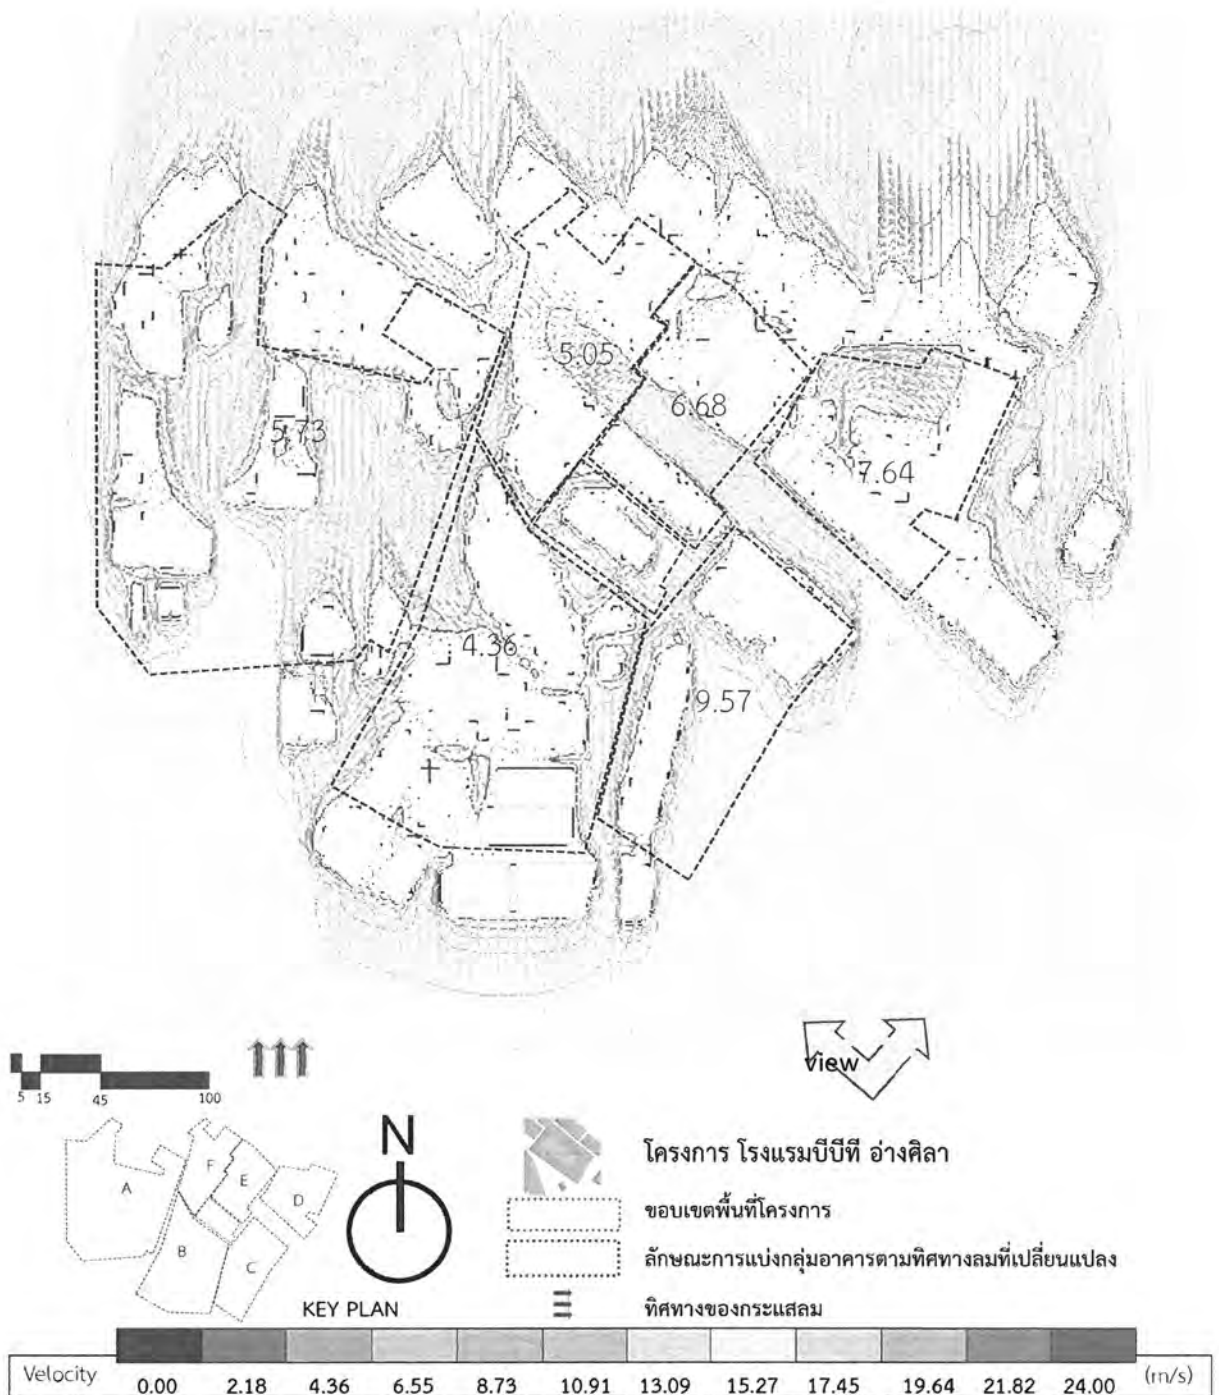 5.05
6.68
5.73
7.64
4.36
9.57
view
5 15 45 100
N
A
F
E
D
B
C
KEY PLAN
โครงการ โรงแรมบีบีที อ่างศิลา
ขอบเขตพื้นที่โครงการ
ลักษณะการแบ่งกลุ่มอาคารตามทิศทางลมที่เปลี่ยนแปลง
ทิศทางของกระแสลม
Velocity 0.00 2.18 4.36 6.55 8.73 10.91 13.09 15.27 17.45 19.64 21.82 24.00 (m/s)